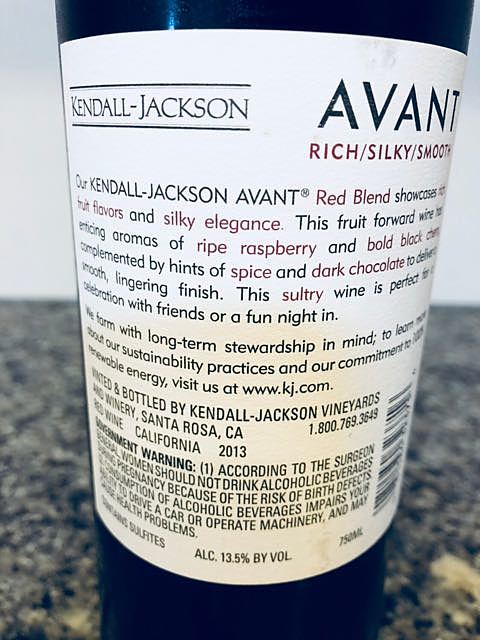 KENDALL-JACKSON
AVANT
RICH/SILKY/SMOOTH
Our KENDALL-JACKSON AVANT® Red Blend showcases rich
fruit flavors and silky elegance. This fruit forward wine has
enticing aromas of ripe raspberry and bold black cherry
complemented by hints of spice and dark chocolate to deliver a
smooth, lingering finish. This sultry wine is perfect for
celebration with friends or a fun night in.
We farm with long-term stewardship in mind; to learn more
about our sustainability practices and our commitment to 100%
renewable energy, visit us at www.kj.com.
VINTED & BOTTLED BY KENDALL-JACKSON VINEYARDS
AND WINERY, SANTA ROSA, CA 1.800.769.3649
RED WINE CALIFORNIA 2013
GOVERNMENT WARNING: (1) ACCORDING TO THE SURGEON
GENERAL, WOMEN SHOULD NOT DRINK ALCOHOLIC BEVERAGES
DURING PREGNANCY BECAUSE OF THE RISK OF BIRTH DEFECTS.
CONSUMPTION OF ALCOHOLIC BEVERAGES IMPAIRS YOUR
TO DRIVE A CAR OR OPERATE MACHINERY, AND MAY
CAUSE HEALTH PROBLEMS.
CONTAINS SULFITES
ALC. 13.5% BY VOL.
750ML